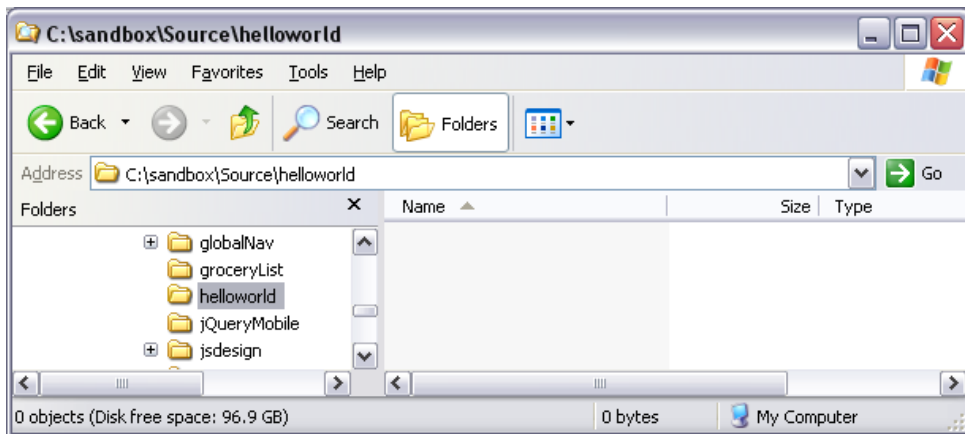 C:\sandbox\Source\helloworld
File Edit View Favorites Tools Help
Back Search Folders
Address C:\sandbox\Source\helloworld Go
Folders Name Size Type
globalNav
groceryList
helloworld
jQueryMobile
jsdesign
0 objects (Disk free space: 96.9 GB) 0 bytes My Computer